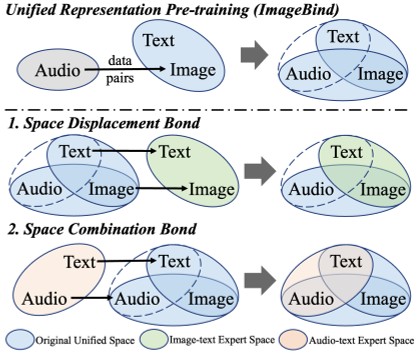 Unified Representation Pre-training (ImageBind)
Text
Audio
data
pairs
Image
Text
Audio
Image
1. Space Displacement Bond
Text
Text
Audio
Image
Image
Text
Audio
Image
2. Space Combination Bond
Text
Text
Audio
Audio
Image
Text
Audio
Image
Original Unified Space
Image-text Expert Space
Audio-text Expert Space